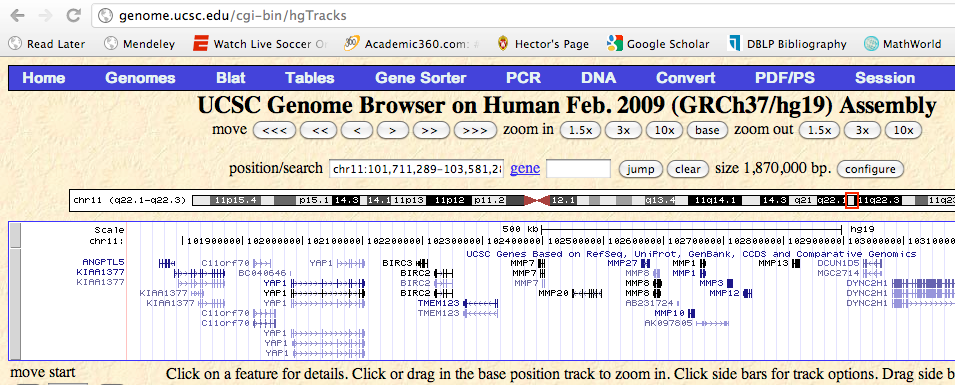 genome.ucsc.edu/cgi-bin/hgTracks
Read Later Mendeley Watch Live Soccer Or Academic360.com: Hector's Page Google Scholar DBLP Bibliography MathWorld
Home Genomes Blat Tables Gene Sorter PCR DNA Convert PDF/PS Session
UCSC Genome Browser on Human Feb. 2009 (GRCh37/hg19) Assembly
move <<< << < > >> >>> zoom in 1.5x 3x 10x base zoom out 1.5x 3x 10x
position/search chr11:101,711,289-103,581,28 gene jump clear size 1,870,000 bp. configure
chr11 (q22.1-q22.3) 11p15.4 p15.1 14.3 14.1 11p13 11p12 p11.2 12.1 q13.4 11q14.1 14.3 q21 q22.1 11q22.3 11q23
Scale 500 kb hg19
chr11: 101900000 102000000 102100000 102200000 102300000 102400000 102500000 102600000 102700000 102800000 102900000 103000000 10310000
UCSC Genes Based on RefSeq, UniProt, GenBank, CCDS and Comparative Genomics
ANGPTL5 C11orf70 YAP1 BIRC3 MMP7 MMP27 MMP1 MMP13 DCUN1D5
KIAA1377 BC040646 BIRC2 MMP7 MMP8 MMP1 MGC2714
KIAA1377 YAP1 BIRC2 MMP7 MMP8 MMP3 DYNC2H1
KIAA1377 YAP1 BIRC2 MMP20 MMP8 MMP12 DYNC2H1
C11orf70 YAP1 TMEM123 AB231724 DYNC2H1
C11orf70 YAP1 TMEM123 MMP10
C11orf70 YAP1 AK097805
YAP1
YAP1
YAP1
move start Click on a feature for details. Click or drag in the base position track to zoom in. Click side bars for track options. Drag side b